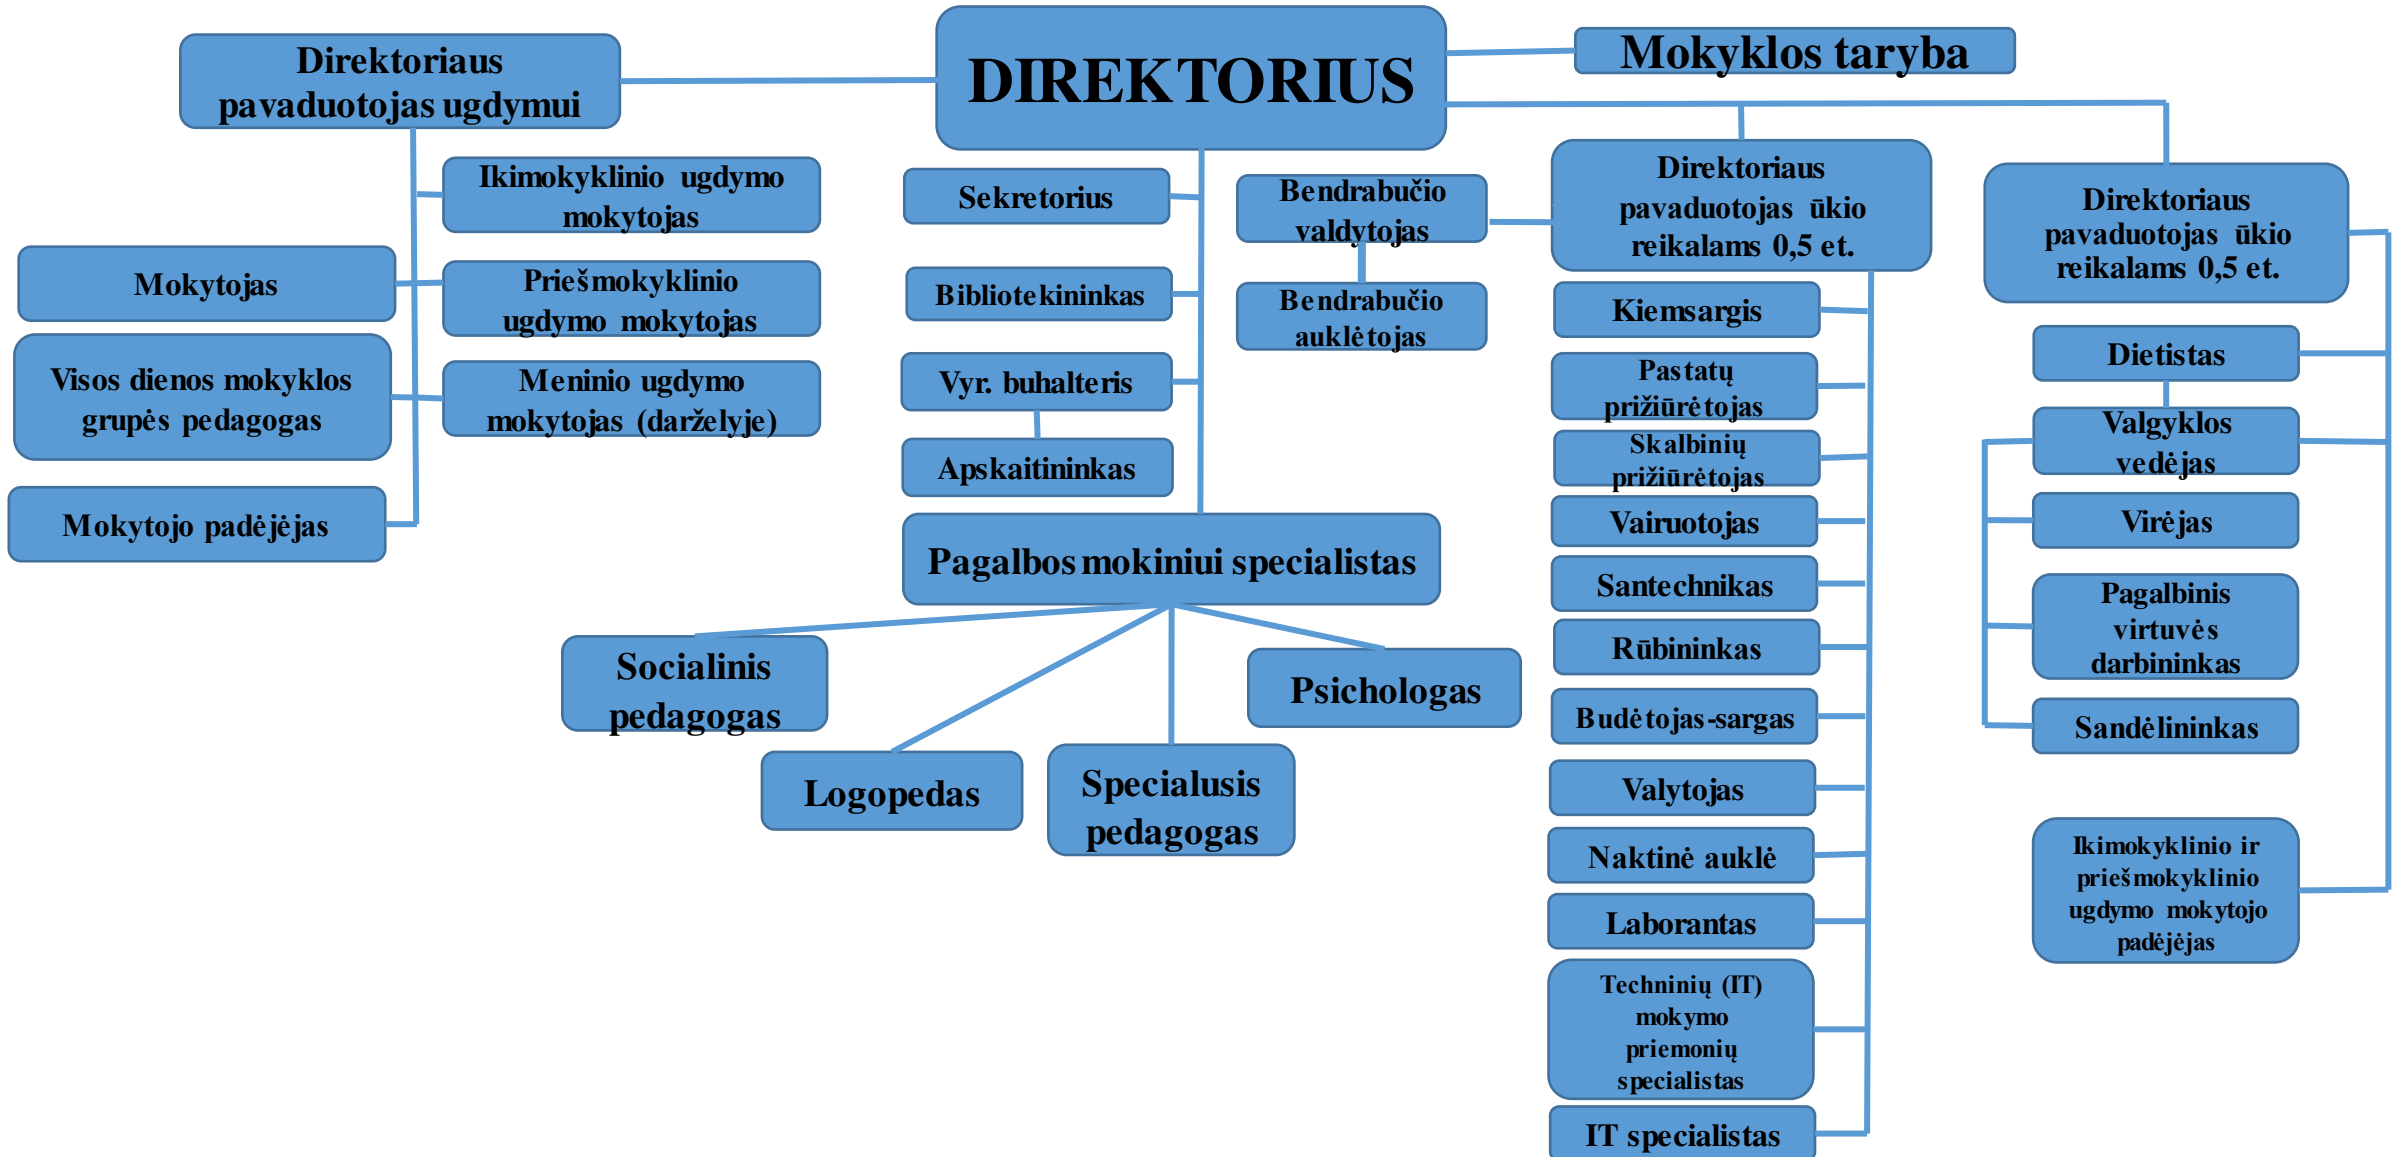 DIREKTORIUS
Mokyklos taryba
Direktoriaus
pavaduotojas ugdymui
Ikimokyklinio ugdymo
mokytojas
Mokytojas
Priešmokyklinio
ugdymo mokytojas
Visos dienos mokyklos
grupės pedagogas
Meninio ugdymo
mokytojas (darželyje)
Mokytojo padėjėjas
Sekretorius
Bibliotekininkas
Vyr. buhalteris
Apskaitininkas
Pagalbos mokiniui specialistas
Socialinis
pedagogas
Logopedas
Specialusis
pedagogas
Psichologas
Bendrabučio
valdytojas
Bendrabučio
auklėtojas
Direktoriaus
pavaduotojas ūkio
reikalams 0,5 et.
Kiemsargis
Pastatų
prižiūrėtojas
Skalbinių
prižiūrėtojas
Vairuotojas
Santechnikas
Rūbininkas
Budėtojas-sargas
Valytojas
Naktinė auklė
Laborantas
Techninių (IT)
mokymo
priemonių
specialistas
IT specialistas
Direktoriaus
pavaduotojas ūkio
reikalams 0,5 et.
Dietistas
Valgyklos
vedėjas
Virėjas
Pagalbinis
virtuvės
darbininkas
Sandėlininkas
Ikimokyklinio ir
priešmokyklinio
ugdymo mokytojo
padėjėjas